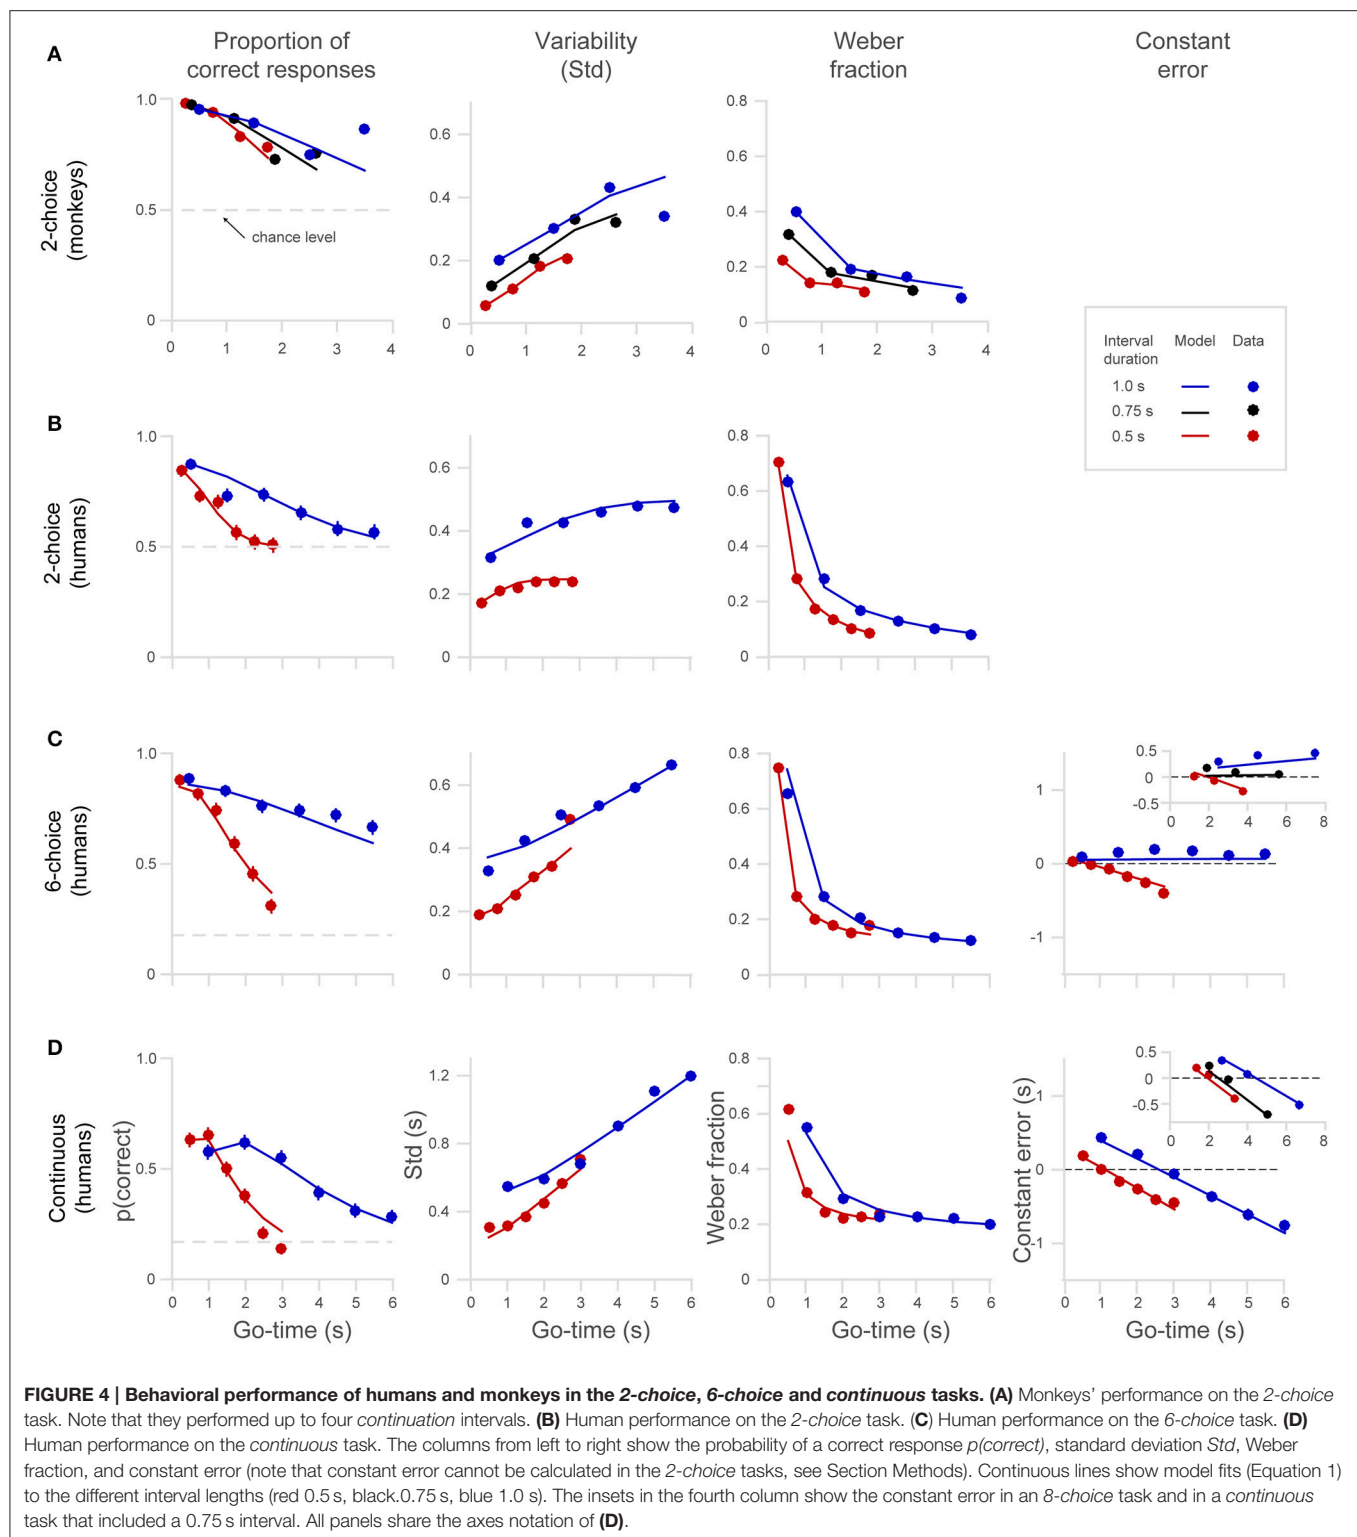 A
Proportion of
correct responses
Variability
(Std)
Weber
fraction
Constant
error
2-choice
(monkeys)
1.0
0.5
0
chance level
0 1 2 3 4
0.6
0.4
0.2
0
0 1 2 3 4
0.8
0.6
0.4
0.2
0
0 1 2 3 4
Interval
duration
Model
Data
1.0 s
0.75 s
0.5 s
B
2-choice
(humans)
1.0
0.5
0
0.6
0.4
0.2
0
0.8
0.6
0.4
0.2
0
C
6-choice
(humans)
1.0
0.5
0
0.6
0.4
0.2
0
0.8
0.6
0.4
0.2
0
1
0
-1
0.5
0
-0.5
2 4 6 8
D
Continuous
(humans)
p(correct)
1.0
0.5
0
0 1 2 3 4 5 6
Go-time (s)
Std (s)
1.2
0.8
0.4
0
0 1 2 3 4 5 6
Go-time (s)
Weber fraction
0.8
0.6
0.4
0.2
0
0 1 2 3 4 5 6
Go-time (s)
Constant error (s)
1
0
-1
0 1 2 3 4 5 6
Go-time (s)
0.5
0
-0.5
2 4 6 8
FIGURE 4 | Behavioral performance of humans and monkeys in the 2-choice, 6-choice and continuous tasks. (A) Monkeys' performance on the 2-choice
task. Note that they performed up to four continuation intervals. (B) Human performance on the 2-choice task. (C) Human performance on the 6-choice task. (D)
Human performance on the continuous task. The columns from left to right show the probability of a correct response p(correct), standard deviation Std, Weber
fraction, and constant error (note that constant error cannot be calculated in the 2-choice tasks, see Section Methods). Continuous lines show model fits (Equation 1)
to the different interval lengths (red 0.5 s, black.0.75 s, blue 1.0 s). The insets in the fourth column show the constant error in an 8-choice task and in a continuous
task that included a 0.75 s interval. All panels share the axes notation of (D).